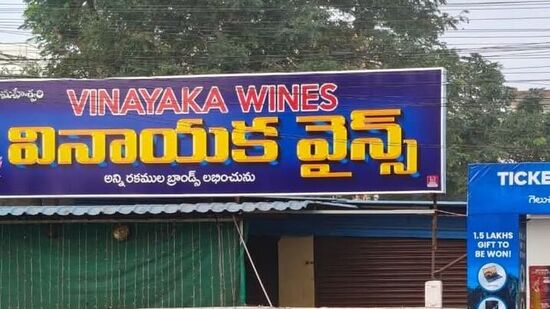 VINAYAKA WINES
వినాయక వైన్స్
అన్ని రకముల బ్రాండ్స్ లభించును
TICKE
1.5 LAKHS
GIFT TO
BE WON!